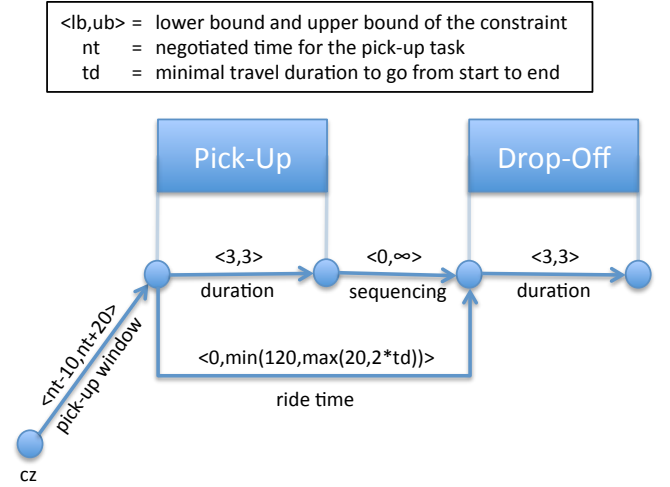 <lb,ub> = lower bound and upper bound of the constraint
nt = negotiated time for the pick-up task
td = minimal travel duration to go from start to end
Pick-Up
Drop-Off
<3,3>
<0,∞>
<3,3>
duration
sequencing
duration
<nt-10,nt+20>
pick-up window
<0,min(120,max(20,2*td))>
ride time
cz